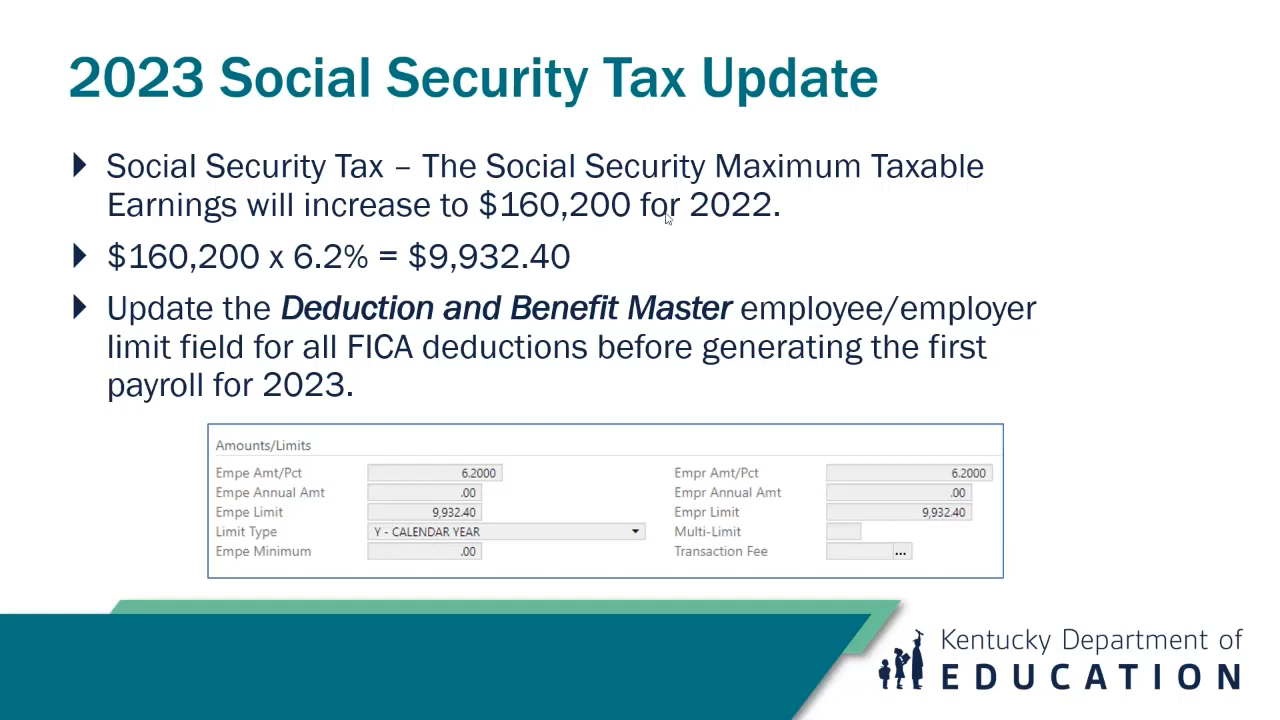 2023 Social Security Tax Update
Social Security Tax – The Social Security Maximum Taxable
Earnings will increase to $160,200 for 2022.
$160,200 x 6.2% = $9,932.40
Update the Deduction and Benefit Master employee/employer
limit field for all FICA deductions before generating the first
payroll for 2023.
Amounts/Limits
Empe Amt/Pct 6.2000 Empr Amt/Pct 6.2000
Empe Annual Amt .00 Empr Annual Amt .00
Empe Limit 9,932.40 Empr Limit 9,932.40
Limit Type Y - CALENDAR YEAR Multi-Limit
Empe Minimum .00 Transaction Fee ...
Kentucky Department of
EDUCATION